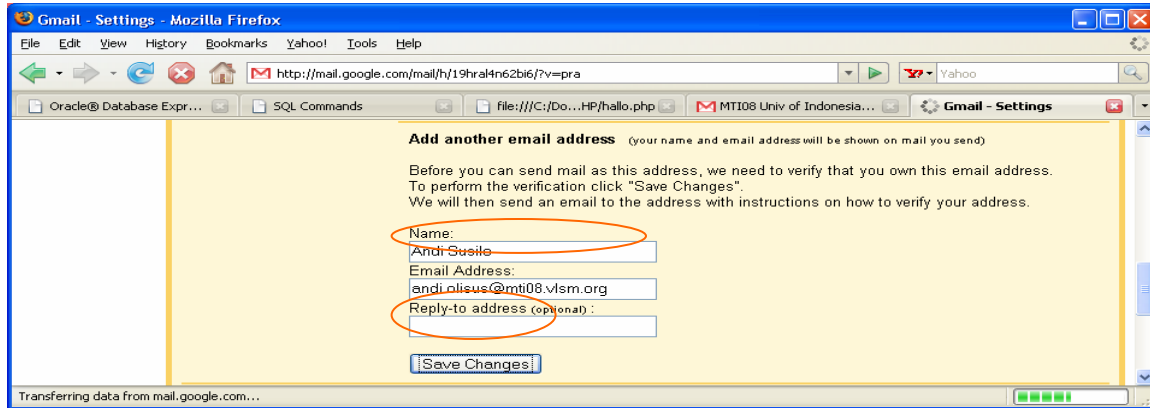 Gmail - Settings - Mozilla Firefox
File Edit View History Bookmarks Yahoo! Tools Help
http://mail.google.com/mail/h/19hral4n62bi6/?v=pra Yahoo
Oracle® Database Expr... SQL Commands file:///C:/Do...HP/hallo.php MTI08 Univ of Indonesia... Gmail - Settings
Add another email address (your name and email address will be shown on mail you send)
Before you can send mail as this address, we need to verify that you own this email address.
To perform the verification click "Save Changes".
We will then send an email to the address with instructions on how to verify your address.
Name:
Andi Susilo
Email Address:
andi.olisus@mti08.vlsm.org
Reply-to address (optional) :
Save Changes
Transferring data from mail.google.com...